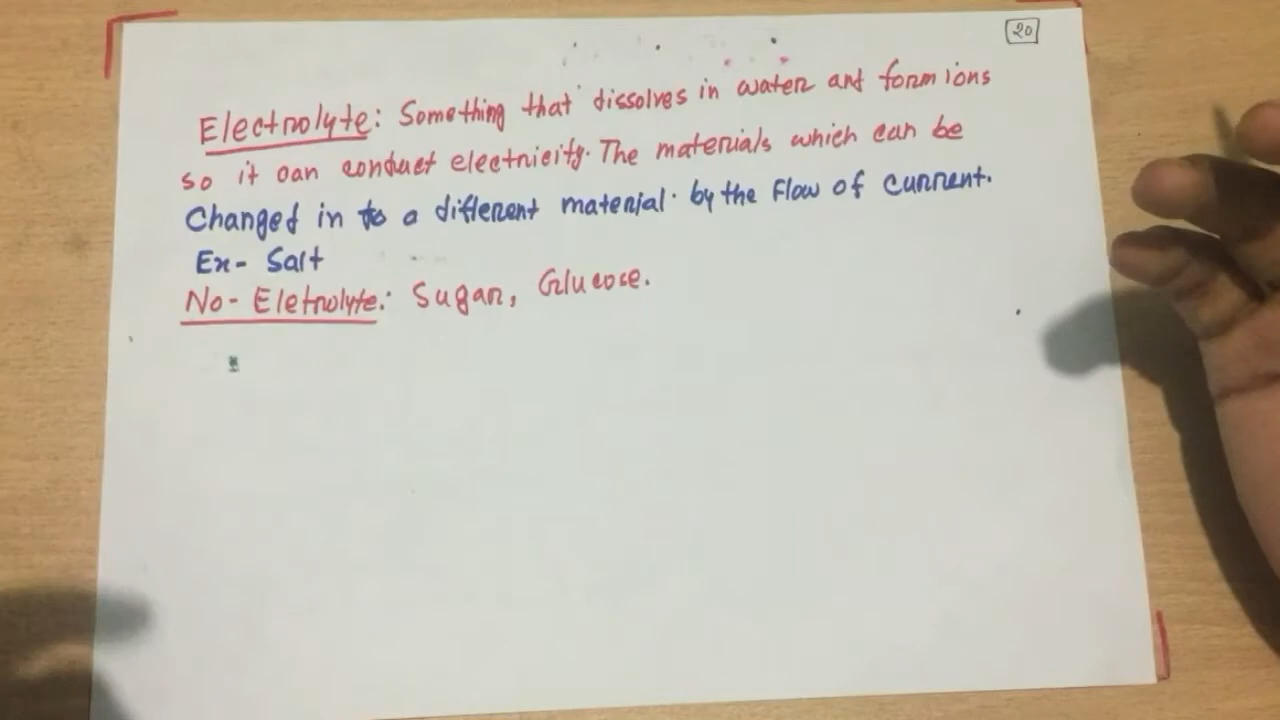 20
Electrolyte: Something that dissolves in water and form ions
so it can conduct electricity. The materials which can be
Changed in to a different material. by the Flow of Current.
Ex- Salt
No- Eletrolyte: Sugar, Glucose.